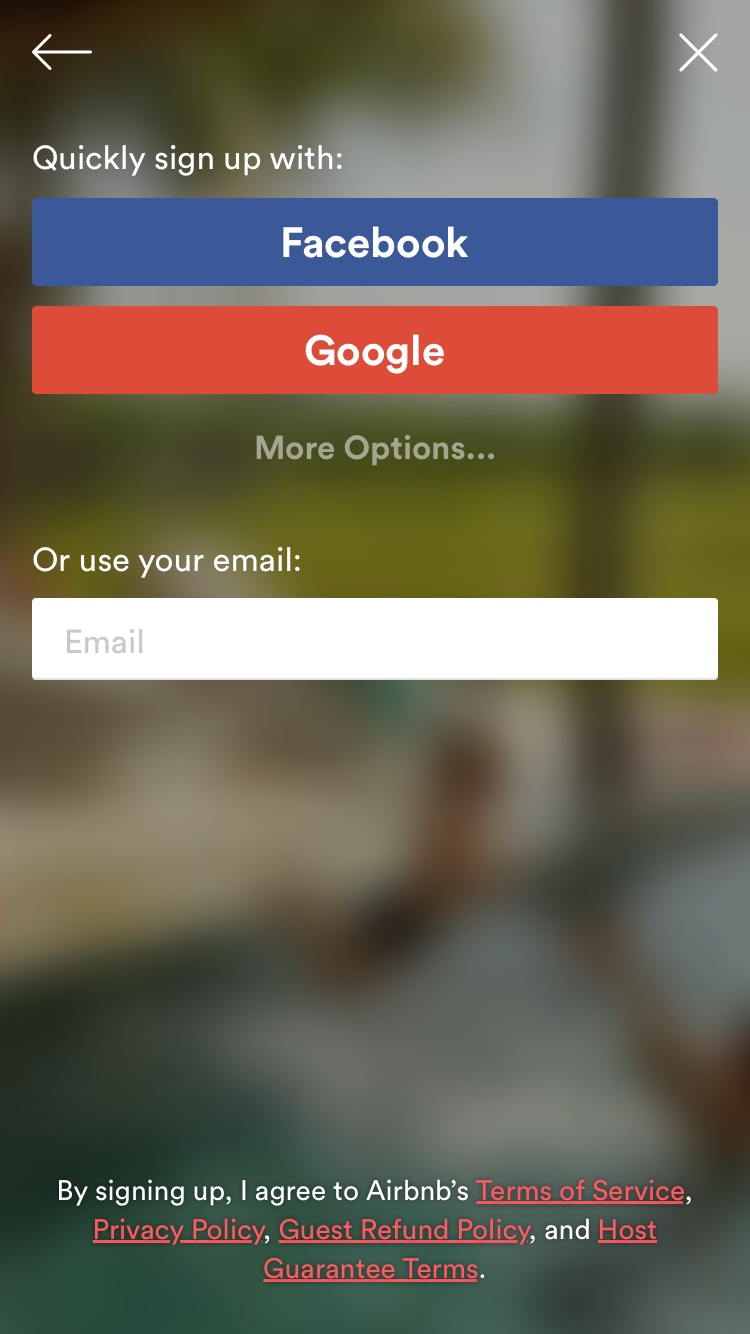 Quickly sign up with:
Facebook
Google
More Options...
Or use your email:
Email
By signing up, I agree to Airbnb’s Terms of Service,
Privacy Policy, Guest Refund Policy, and Host
Guarantee Terms.